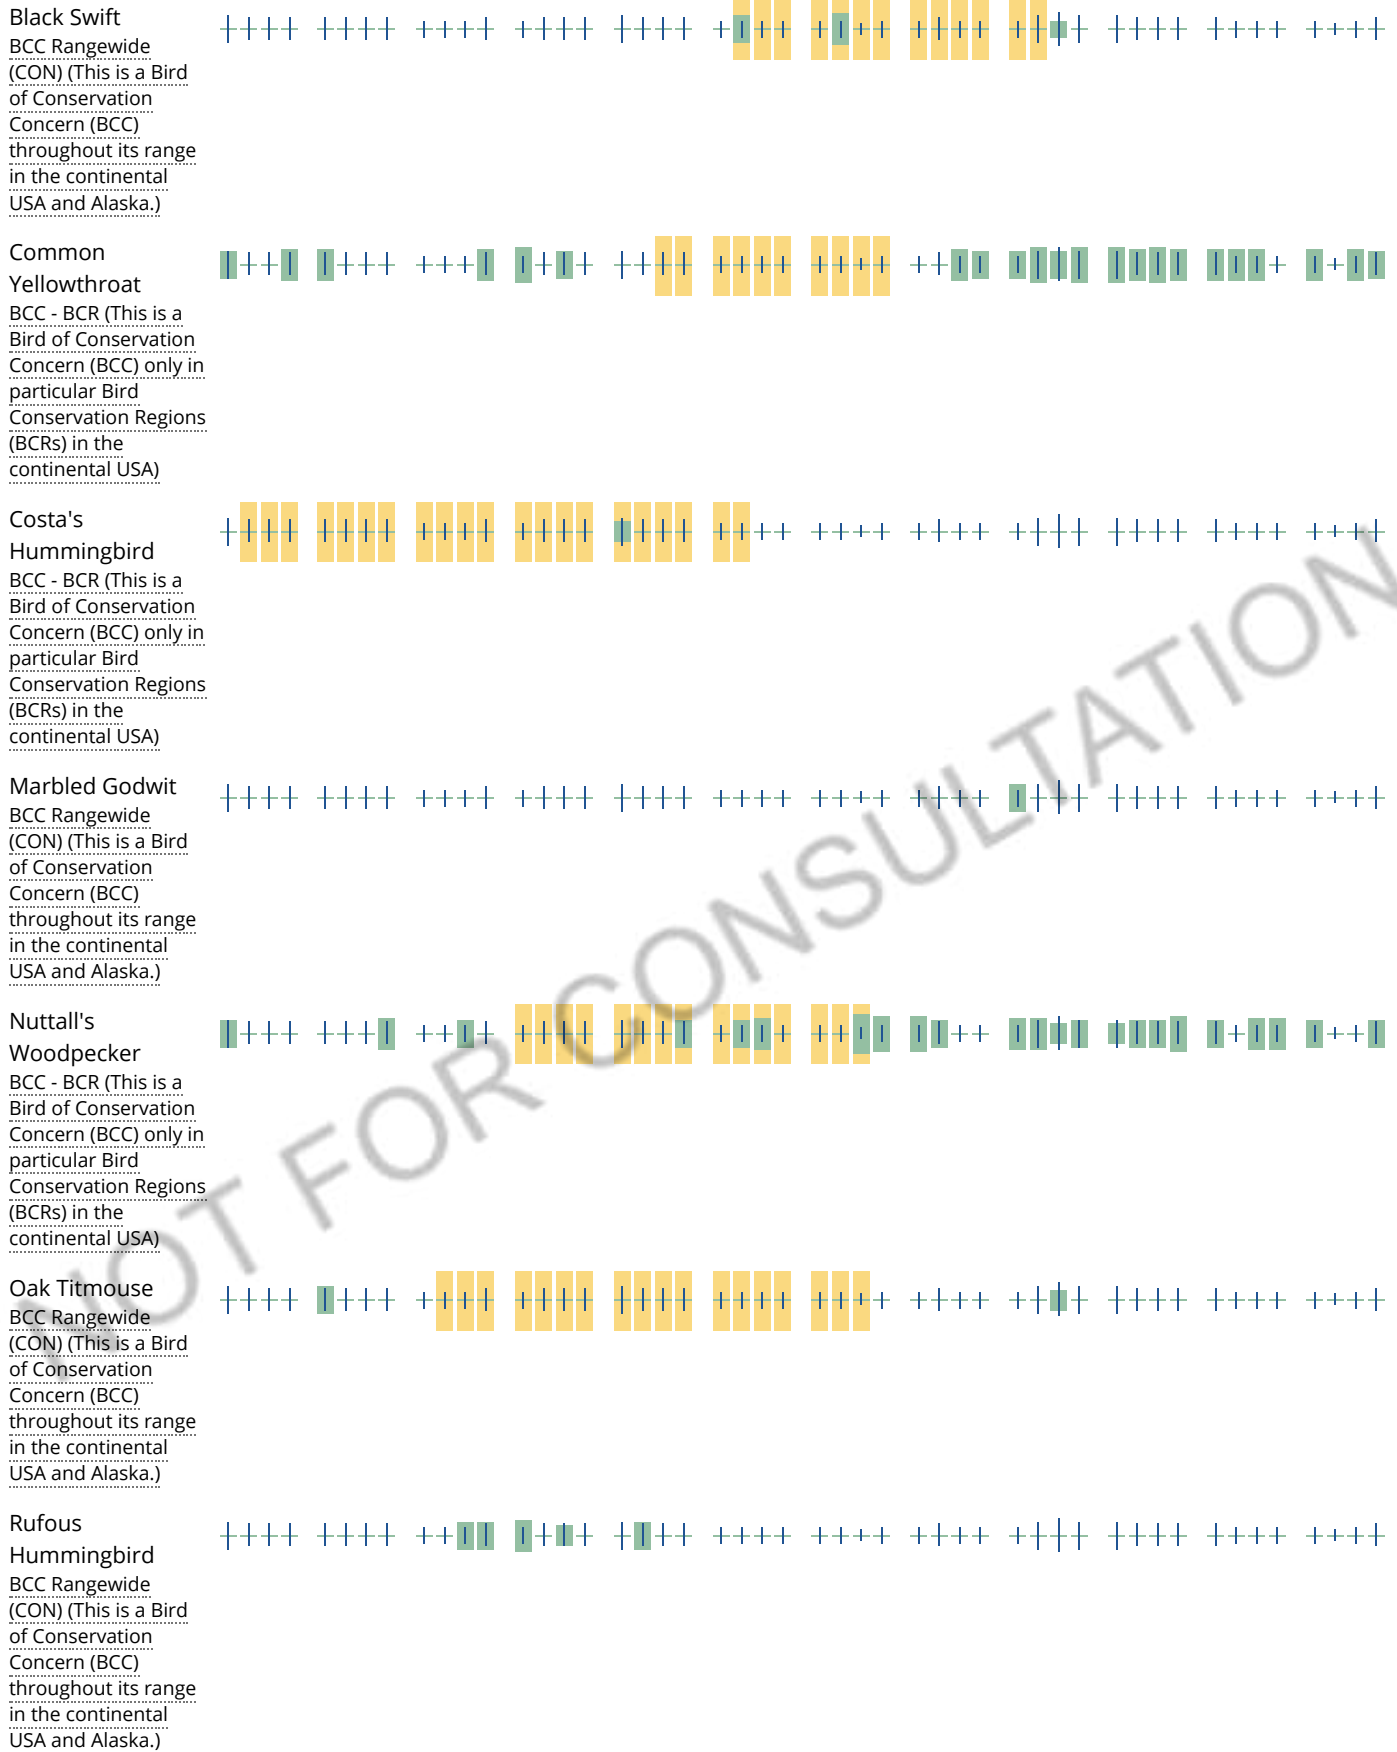 Black Swift
BCC Rangewide
(CON) (This is a Bird
of Conservation
Concern (BCC)
throughout its range
in the continental
USA and Alaska.)
Common
Yellowthroat
BCC - BCR (This is a
Bird of Conservation
Concern (BCC) only in
particular Bird
Conservation Regions
(BCRs) in the
continental USA)
Costa's
Hummingbird
BCC - BCR (This is a
Bird of Conservation
Concern (BCC) only in
particular Bird
Conservation Regions
(BCRs) in the
continental USA)
Marbled Godwit
BCC Rangewide
(CON) (This is a Bird
of Conservation
Concern (BCC)
throughout its range
in the continental
USA and Alaska.)
Nuttall's
Woodpecker
BCC - BCR (This is a
Bird of Conservation
Concern (BCC) only in
particular Bird
Conservation Regions
(BCRs) in the
continental USA)
Oak Titmouse
BCC Rangewide
(CON) (This is a Bird
of Conservation
Concern (BCC)
throughout its range
in the continental
USA and Alaska.)
Rufous
Hummingbird
BCC Rangewide
(CON) (This is a Bird
of Conservation
Concern (BCC)
throughout its range
in the continental
USA and Alaska.)
NOT FOR CONSULTATION